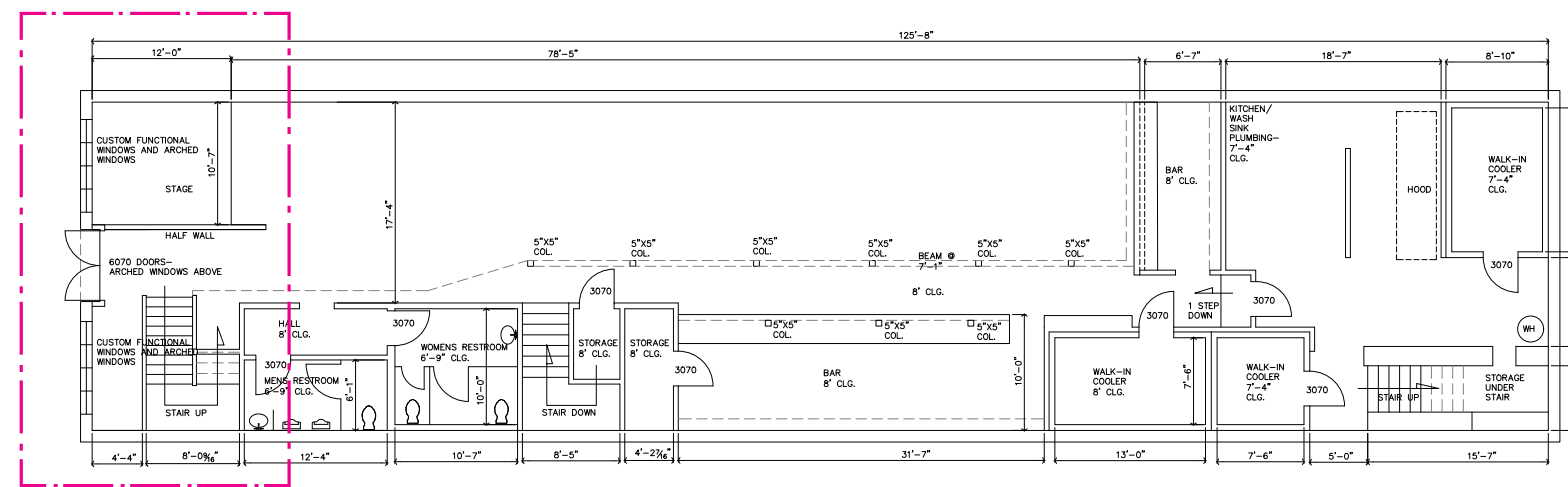 125'-8"
12'-0"
78'-5"
6'-7"
18'-7"
8'-10"
CUSTOM FUNCTIONAL
WINDOWS AND ARCHED
WINDOWS
10'-7"
STAGE
HALF WALL
6070 DOORS-
ARCHED WINDOWS ABOVE
17'-4"
5"X5"
COL.
5"X5"
COL.
5"X5"
COL.
5"X5"
COL.
5"X5"
COL.
5"X5"
COL.
BEAM @
7'-1"
8' CLG.
BAR
8' CLG.
KITCHEN/
WASH
SINK
PLUMBING-
7'-4"
CLG.
HOOD
WALK-IN
COOLER
7'-4"
CLG.
3070
1 STEP
DOWN
3070
3070
WH
HALL
8' CLG.
CUSTOM FUNCTIONAL
WINDOWS AND ARCHED
WINDOWS
3070
3070
MENS RESTROOM
6'-9" CLG.
6'-1"
STAIR UP
WOMENS RESTROOM
6'-9" CLG.
10'-0"
3070
STORAGE
8' CLG.
STAIR DOWN
STORAGE
8' CLG.
3070
5"X5"
COL.
5"X5"
COL.
5"X5"
COL.
BAR
8' CLG.
10'-0"
WALK-IN
COOLER
8' CLG.
7'-6"
WALK-IN
COOLER
7'-4"
CLG.
3070
STAIR UP
STORAGE
UNDER
STAIR
4'-4"
8'-0 9/16"
12'-4"
10'-7"
8'-5"
4'-2 7/16"
31'-7"
13'-0"
7'-6"
5'-0"
15'-7"